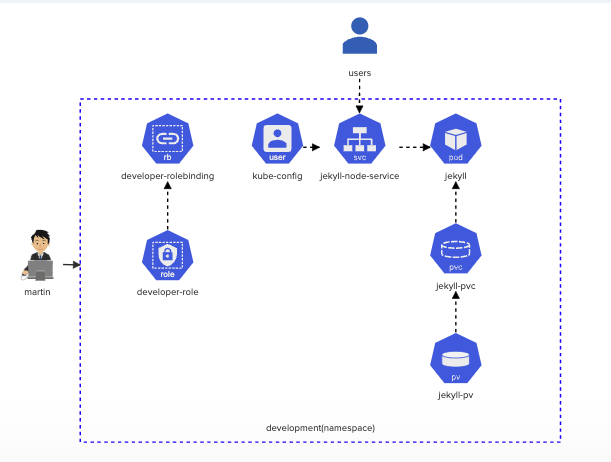 users
rb
developer-rolebinding
user
kube-config
svc
jekyll-node-service
pod
jekyll
martin
role
developer-role
pvc
jekyll-pvc
pv
jekyll-pv
development(namespace)